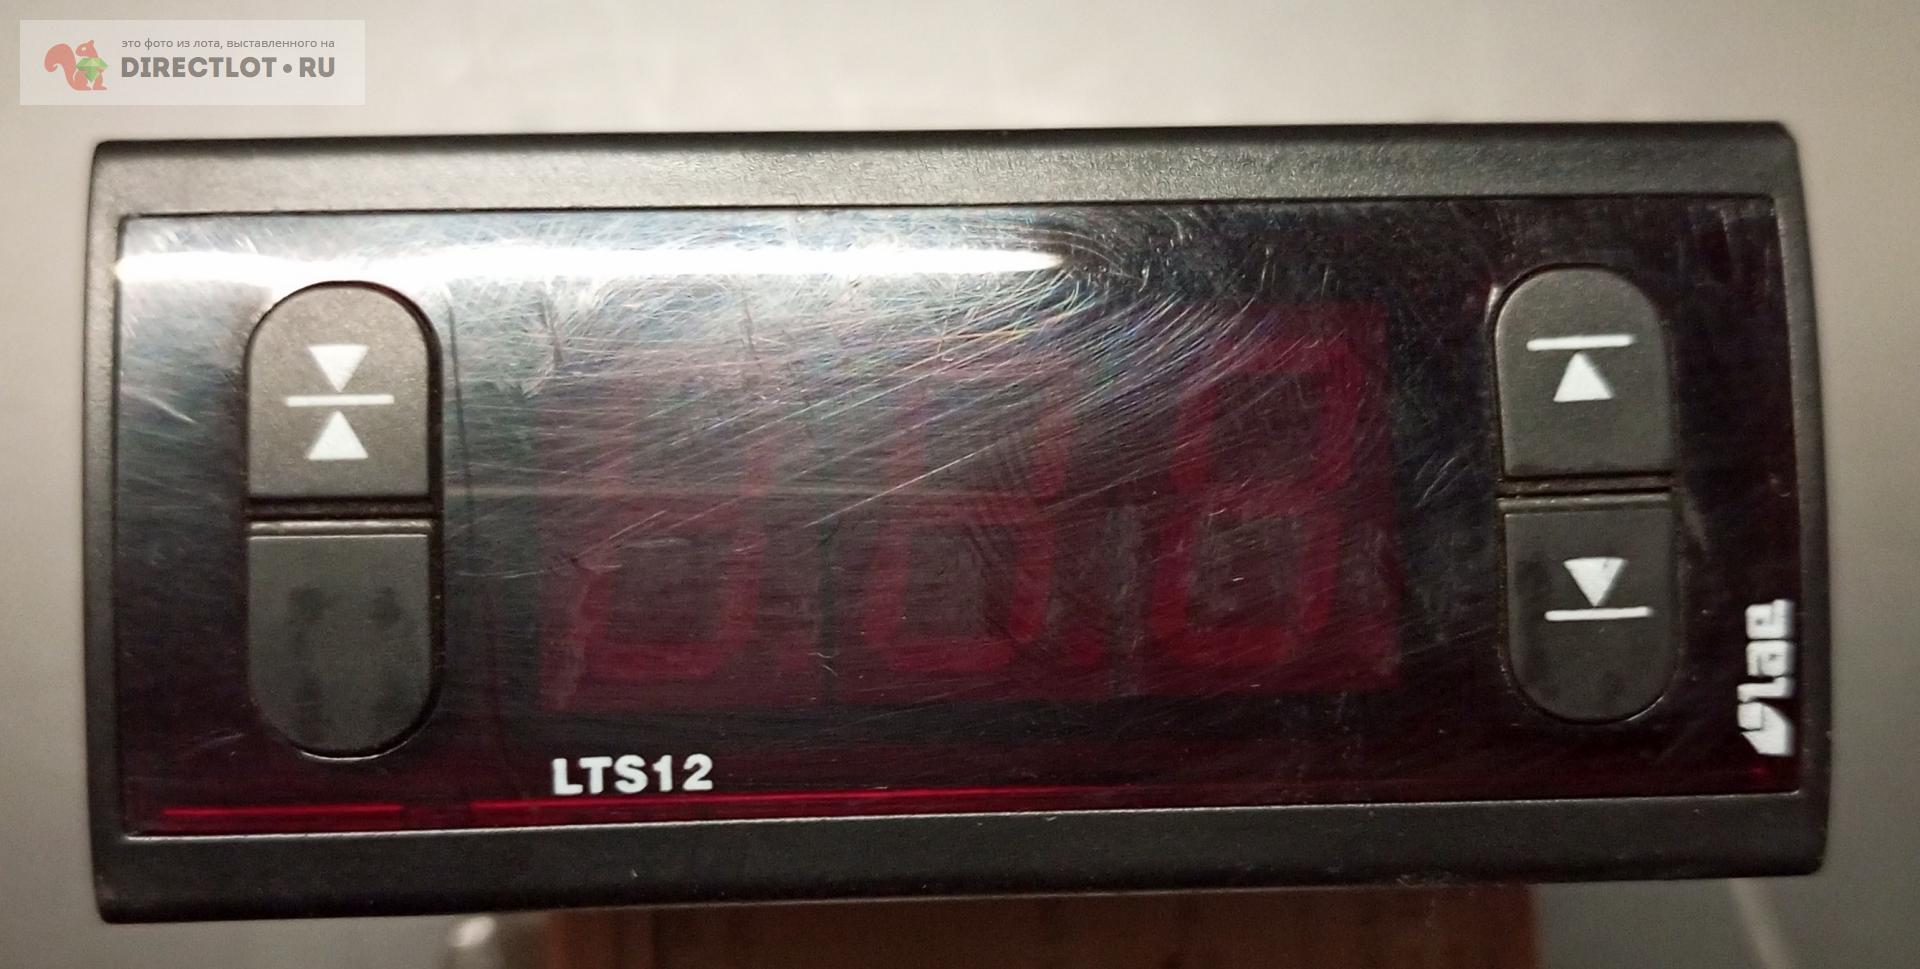 это фото из лота, выставленного на
DIRECTLOT•RU
LTS12
lae